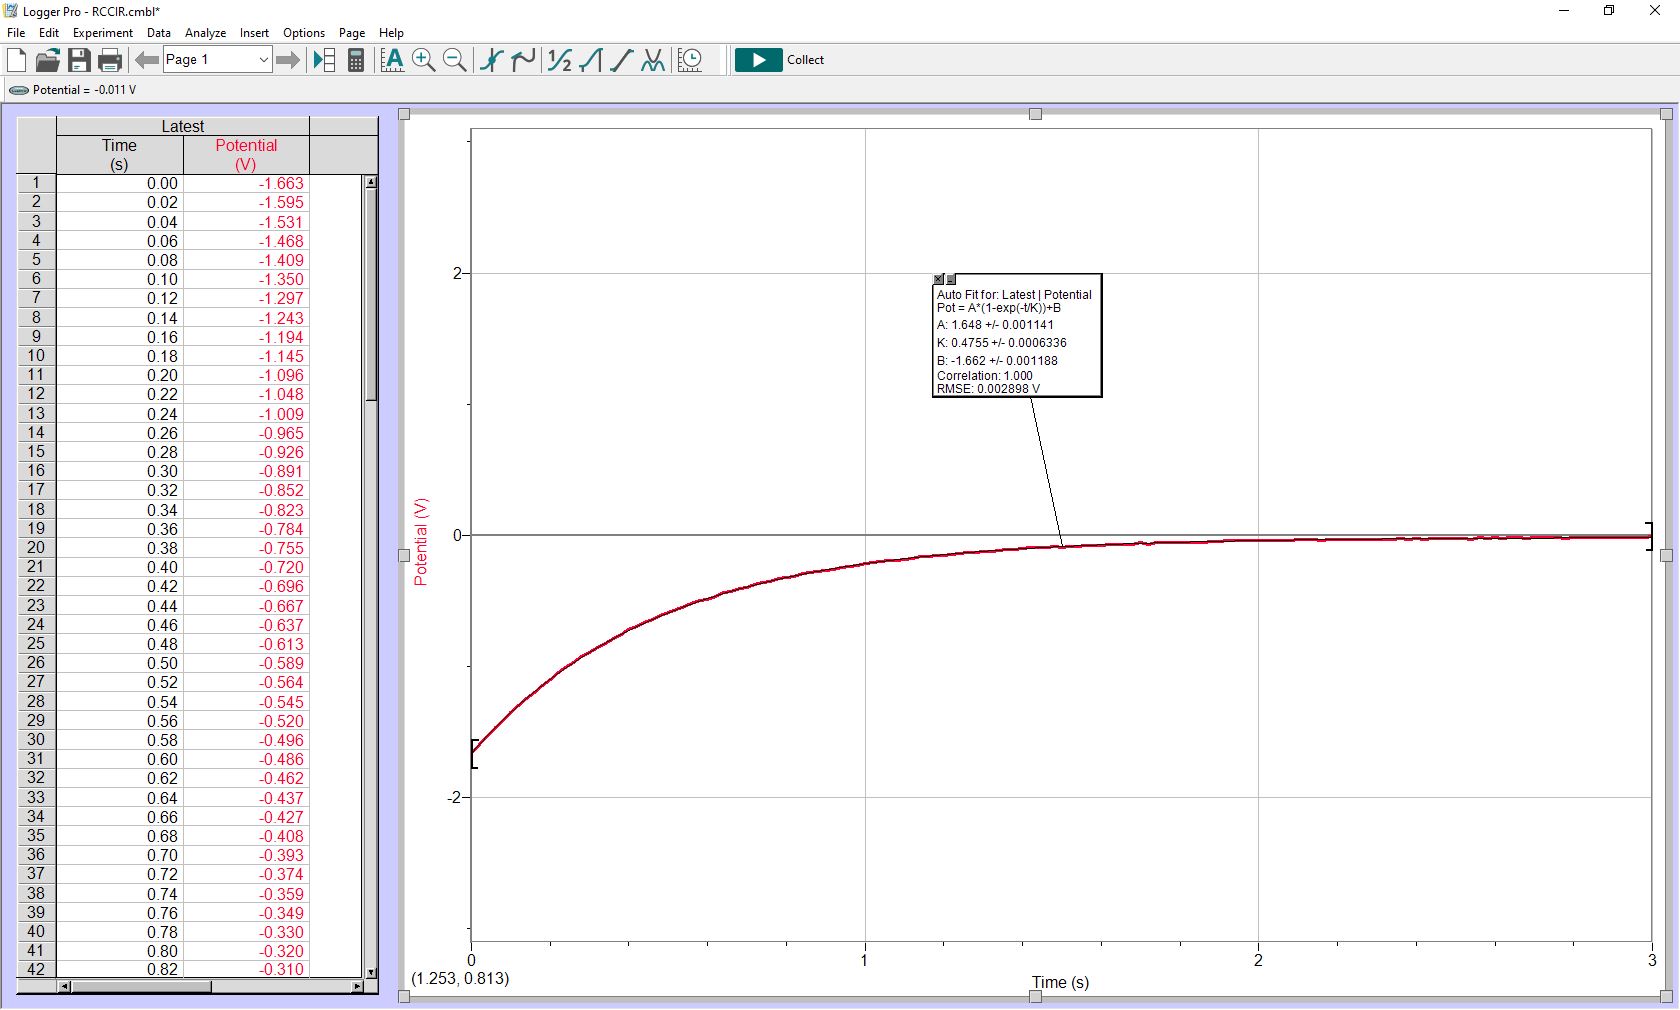 Logger Pro - RCCIR.cmbl*
File Edit Experiment Data Analyze Insert Options Page Help
Page 1
Collect
Potential = -0.011 V
Latest
Time (s) Potential (V)
1 0.00 -1.663
2 0.02 -1.595
3 0.04 -1.531
4 0.06 -1.468
5 0.08 -1.409
6 0.10 -1.350
7 0.12 -1.297
8 0.14 -1.243
9 0.16 -1.194
10 0.18 -1.145
11 0.20 -1.096
12 0.22 -1.048
13 0.24 -1.009
14 0.26 -0.965
15 0.28 -0.926
16 0.30 -0.891
17 0.32 -0.852
18 0.34 -0.823
19 0.36 -0.784
20 0.38 -0.755
21 0.40 -0.720
22 0.42 -0.696
23 0.44 -0.667
24 0.46 -0.637
25 0.48 -0.613
26 0.50 -0.589
27 0.52 -0.564
28 0.54 -0.545
29 0.56 -0.520
30 0.58 -0.496
31 0.60 -0.486
32 0.62 -0.462
33 0.64 -0.437
34 0.66 -0.427
35 0.68 -0.408
36 0.70 -0.393
37 0.72 -0.374
38 0.74 -0.359
39 0.76 -0.349
40 0.78 -0.330
41 0.80 -0.320
42 0.82 -0.310
2
0
-2
Potential (V)
Auto Fit for: Latest | Potential
Pot = A*(1-exp(-t/K))+B
A: 1.648 +/- 0.001141
K: 0.4755 +/- 0.0006336
B: -1.662 +/- 0.001188
Correlation: 1.000
RMSE: 0.002898 V
0 1 2 3
(1.253, 0.813)
Time (s)